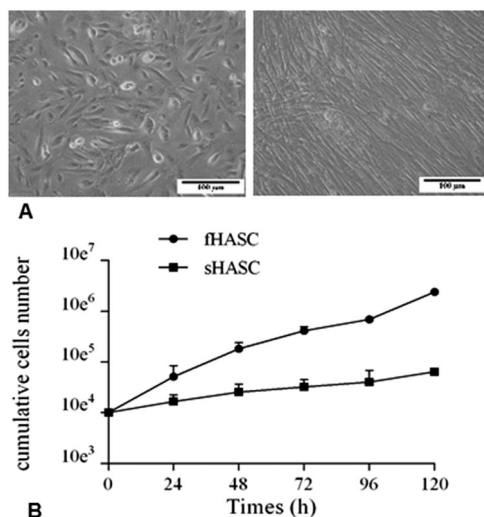 100 µm
100 µm
A
fHASC
sHASC
cumulative cells number
10e7
10e6
10e5
10e4
10e3
0 24 48 72 96 120
Times (h)
B